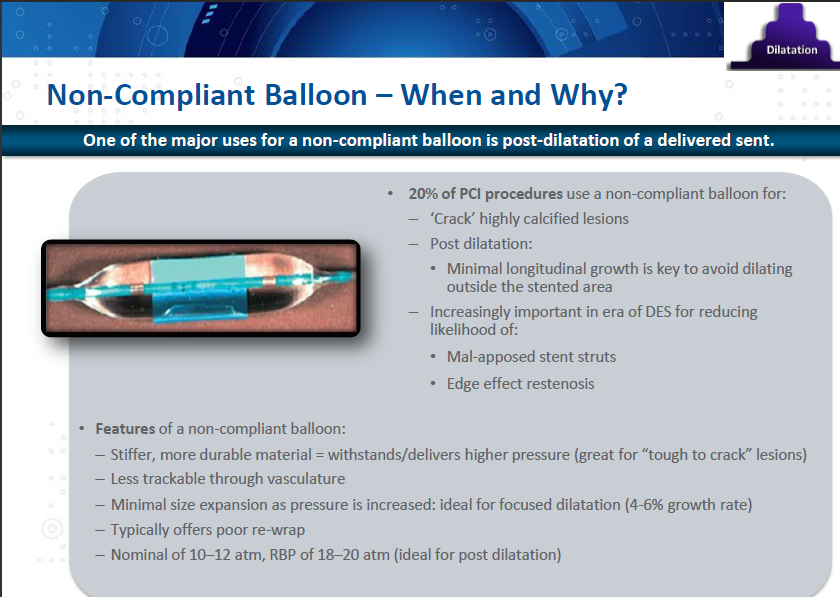 Dilatation
Non-Compliant Balloon – When and Why?
One of the major uses for a non-compliant balloon is post-dilatation of a delivered sent.
• 20% of PCI procedures use a non-compliant balloon for:
– ‘Crack’ highly calcified lesions
– Post dilatation:
• Minimal longitudinal growth is key to avoid dilating
outside the stented area
– Increasingly important in era of DES for reducing
likelihood of:
• Mal-apposed stent struts
• Edge effect restenosis
• Features of a non-compliant balloon:
– Stiffer, more durable material = withstands/delivers higher pressure (great for “tough to crack” lesions)
– Less trackable through vasculature
– Minimal size expansion as pressure is increased: ideal for focused dilatation (4-6% growth rate)
– Typically offers poor re-wrap
– Nominal of 10–12 atm, RBP of 18–20 atm (ideal for post dilatation)